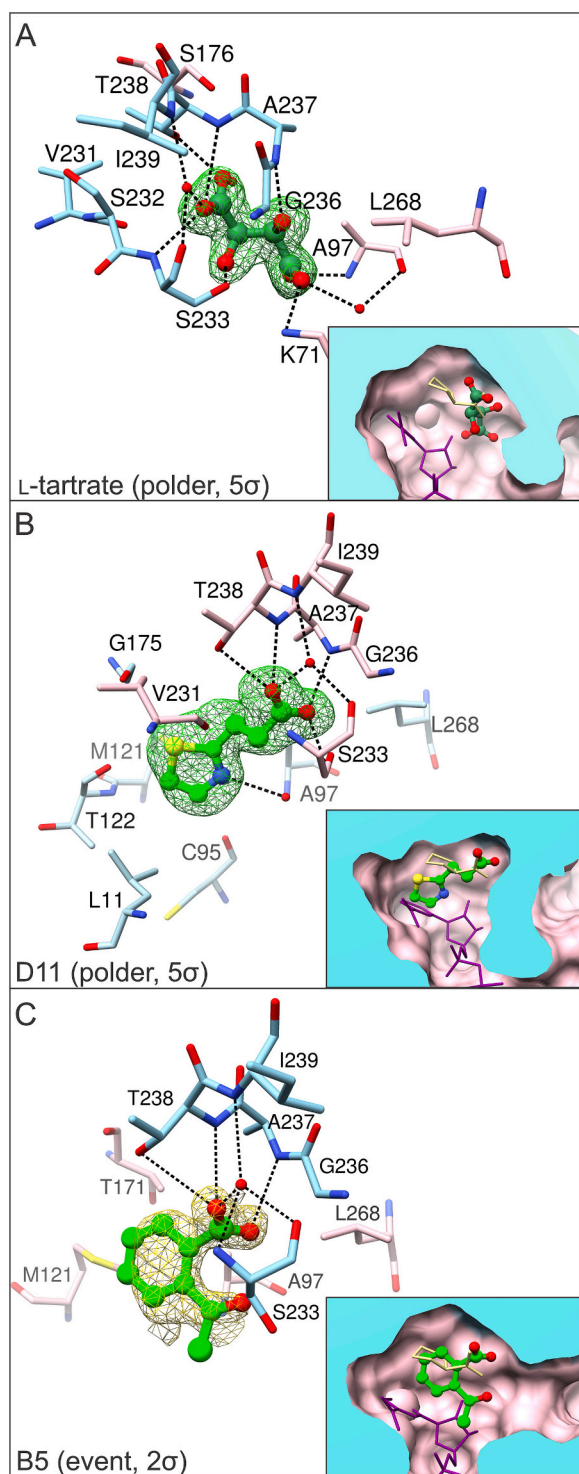 A
S176
T238
A237
V231
I239
S232
G236
L268
A97
S233
K71
L-tartrate (polder, 5σ)
B
I239
T238
A237
G175
G236
V231
L268
M121
S233
A97
T122
C95
L11
D11 (polder, 5σ)
C
I239
T238
A237
G236
T171
L268
M121
A97
S233
B5 (event, 2σ)